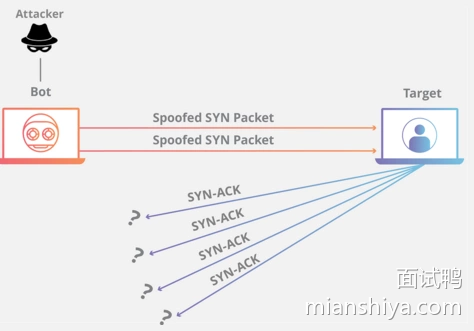 Attacker
Bot
Target
Spoofed SYN Packet
Spoofed SYN Packet
SYN-ACK
?
SYN-ACK
?
SYN-ACK
?
SYN-ACK
?
面试鸭
mianshiya.com